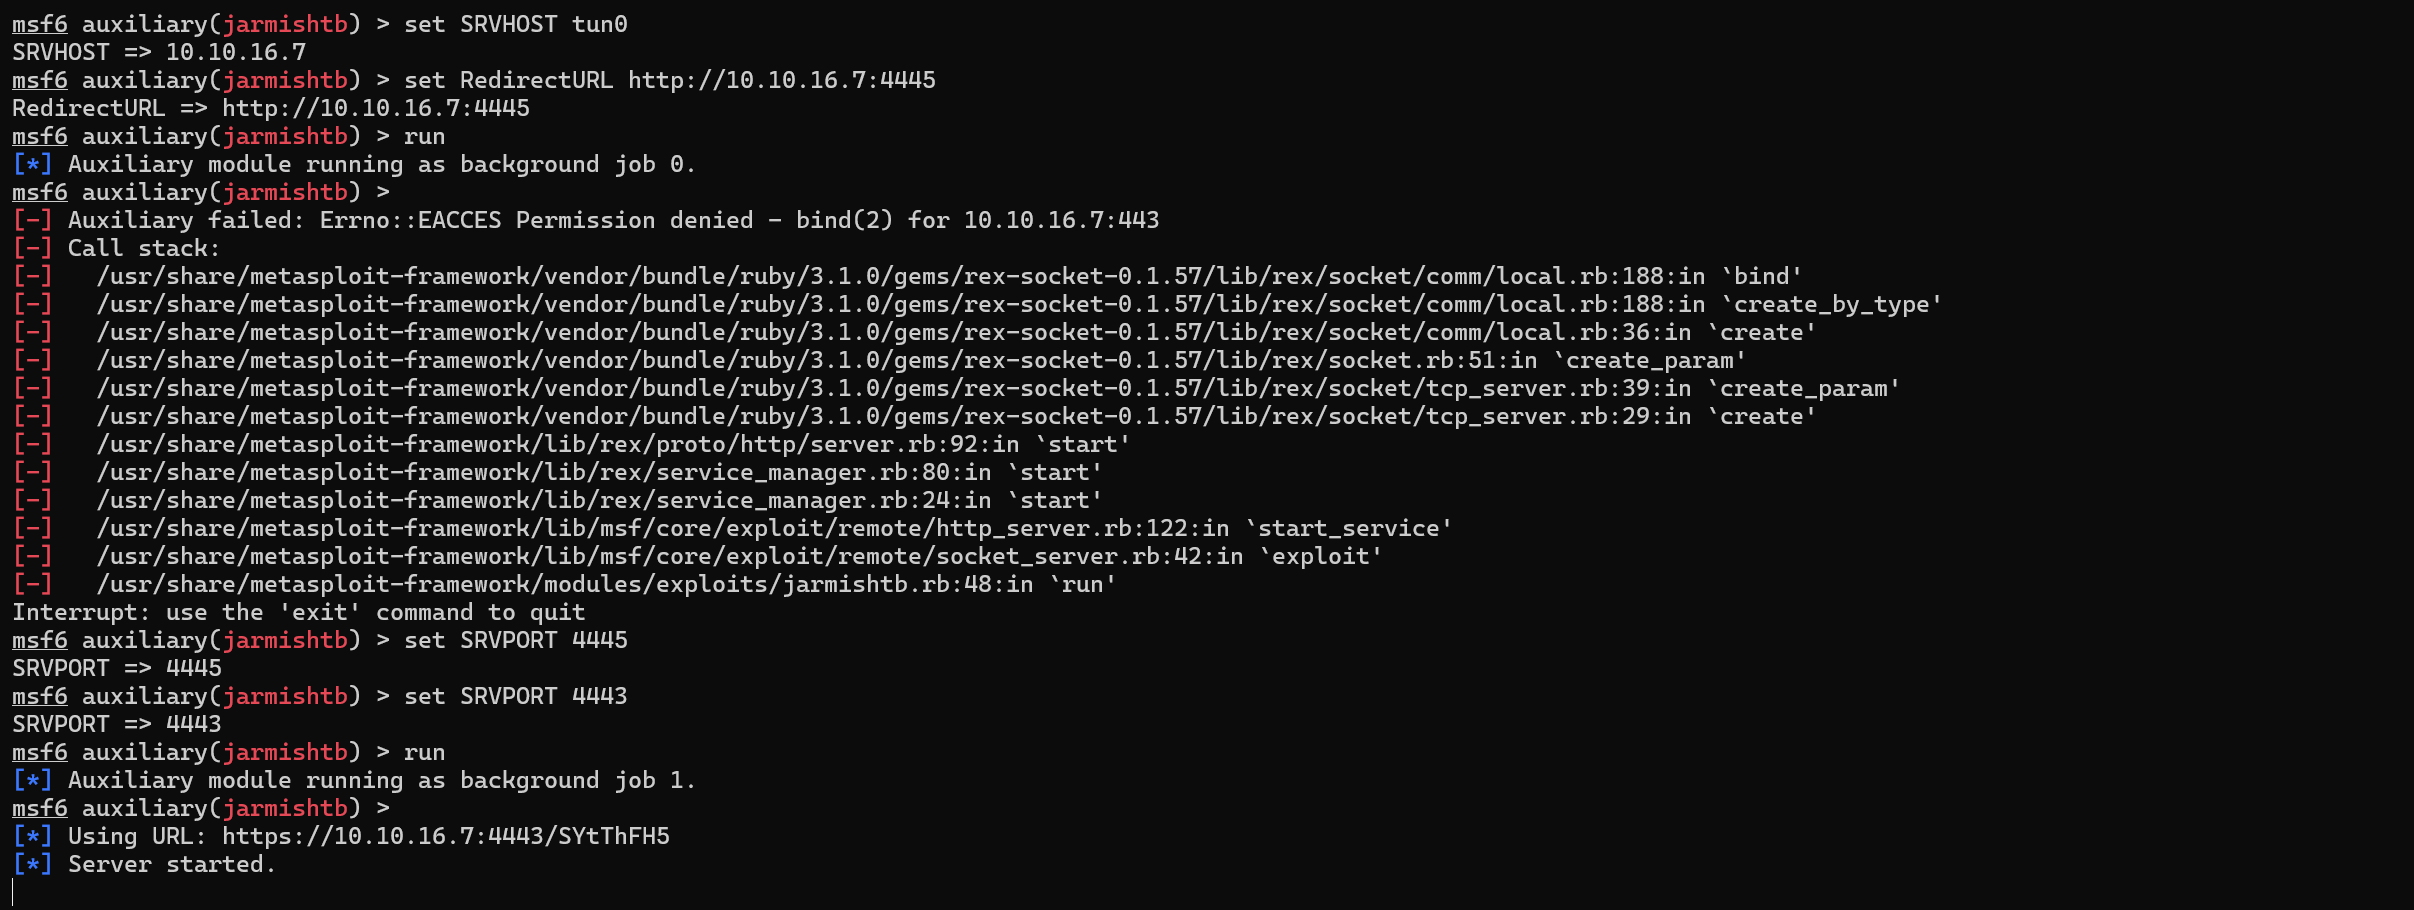 msf6 auxiliary(jarmishtb) > set SRVHOST tun0
SRVHOST => 10.10.16.7
msf6 auxiliary(jarmishtb) > set RedirectURL http://10.10.16.7:4445
RedirectURL => http://10.10.16.7:4445
msf6 auxiliary(jarmishtb) > run
[*] Auxiliary module running as background job 0.
msf6 auxiliary(jarmishtb) >
[-] Auxiliary failed: Errno::EACCES Permission denied - bind(2) for 10.10.16.7:443
[-] Call stack:
[-]   /usr/share/metasploit-framework/vendor/bundle/ruby/3.1.0/gems/rex-socket-0.1.57/lib/rex/socket/comm/local.rb:188:in `bind'
[-]   /usr/share/metasploit-framework/vendor/bundle/ruby/3.1.0/gems/rex-socket-0.1.57/lib/rex/socket/comm/local.rb:188:in `create_by_type'
[-]   /usr/share/metasploit-framework/vendor/bundle/ruby/3.1.0/gems/rex-socket-0.1.57/lib/rex/socket/comm/local.rb:36:in `create'
[-]   /usr/share/metasploit-framework/vendor/bundle/ruby/3.1.0/gems/rex-socket-0.1.57/lib/rex/socket.rb:51:in `create_param'
[-]   /usr/share/metasploit-framework/vendor/bundle/ruby/3.1.0/gems/rex-socket-0.1.57/lib/rex/socket/tcp_server.rb:39:in `create_param'
[-]   /usr/share/metasploit-framework/vendor/bundle/ruby/3.1.0/gems/rex-socket-0.1.57/lib/rex/socket/tcp_server.rb:29:in `create'
[-]   /usr/share/metasploit-framework/lib/rex/proto/http/server.rb:92:in `start'
[-]   /usr/share/metasploit-framework/lib/rex/service_manager.rb:80:in `start'
[-]   /usr/share/metasploit-framework/lib/rex/service_manager.rb:24:in `start'
[-]   /usr/share/metasploit-framework/lib/msf/core/exploit/remote/http_server.rb:122:in `start_service'
[-]   /usr/share/metasploit-framework/lib/msf/core/exploit/remote/socket_server.rb:42:in `exploit'
[-]   /usr/share/metasploit-framework/modules/exploits/jarmishtb.rb:48:in `run'
Interrupt: use the 'exit' command to quit
msf6 auxiliary(jarmishtb) > set SRVPORT 4445
SRVPORT => 4445
msf6 auxiliary(jarmishtb) > set SRVPORT 4443
SRVPORT => 4443
msf6 auxiliary(jarmishtb) > run
[*] Auxiliary module running as background job 1.
msf6 auxiliary(jarmishtb) >
[*] Using URL: https://10.10.16.7:4443/SYtThFH5
[*] Server started.